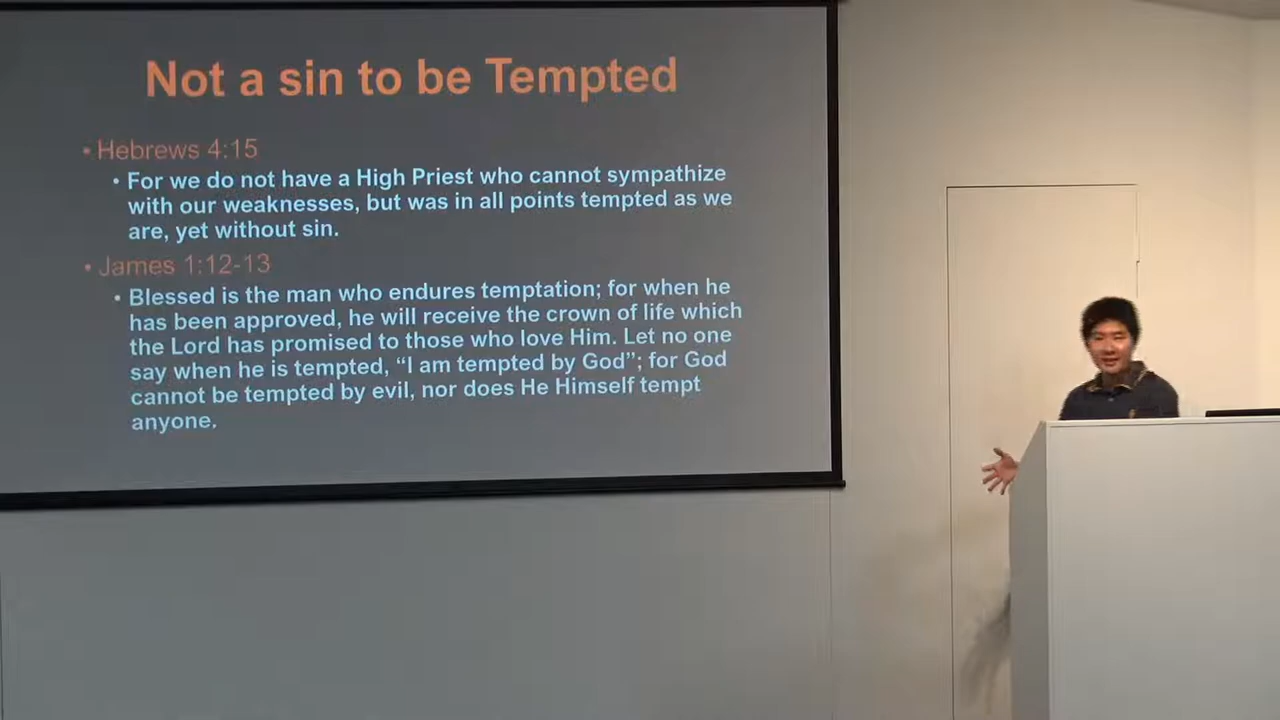 Not a sin to be Tempted
• Hebrews 4:15
• For we do not have a High Priest who cannot sympathize
with our weaknesses, but was in all points tempted as we
are, yet without sin.
• James 1:12-13
• Blessed is the man who endures temptation; for when he
has been approved, he will receive the crown of life which
the Lord has promised to those who love Him. Let no one
say when he is tempted, “I am tempted by God”; for God
cannot be tempted by evil, nor does He Himself tempt
anyone.